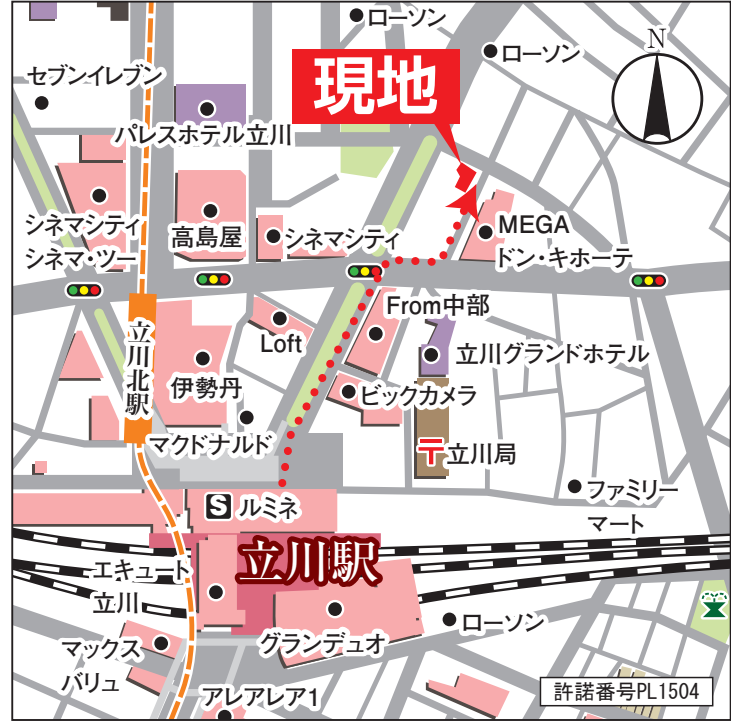 ローソン
ローソン
N
セブンイレブン
現地
パレスホテル立川
シネマシティ
シネマ・ツー
高島屋
シネマシティ
MEGA
ドン・キホーテ
From中部
Loft
立川グランドホテル
立川北駅
伊勢丹
ビックカメラ
マクドナルド
〒立川局
S ルミネ
ファミリー
マート
立川駅
エキュート
立川
グランデュオ
ローソン
マックス
バリュ
アレアレア1
許諾番号PL1504